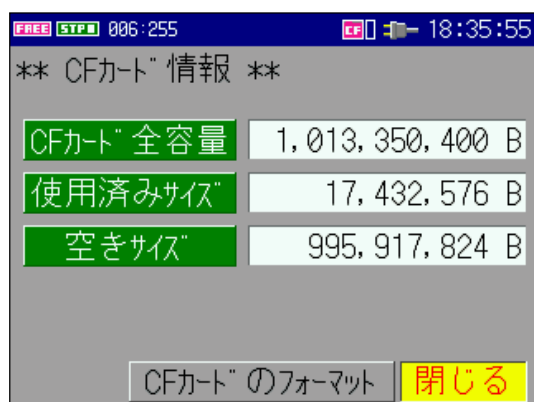 FREE STP 006:255 CF 18:35:55
** CFｶｰﾄﾞ情報 **
CFｶｰﾄﾞ全容量 1,013,350,400 B
使用済みｻｲｽﾞ 17,432,576 B
空きｻｲｽﾞ 995,917,824 B
CFｶｰﾄﾞのﾌｫｰﾏｯﾄ 閉じる